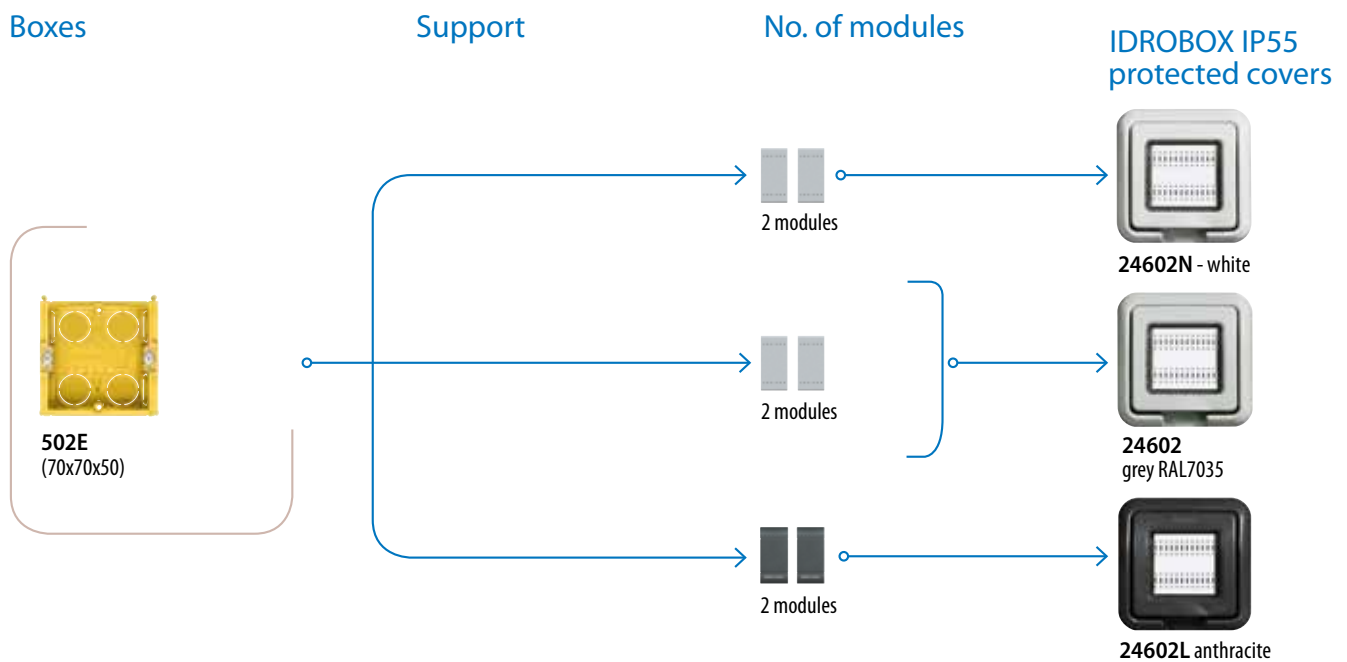 Boxes
Support
No. of modules
IDROBOX IP55
protected covers
2 modules
24602N - white
502E
(70x70x50)
2 modules
24602
grey RAL7035
2 modules
24602L anthracite